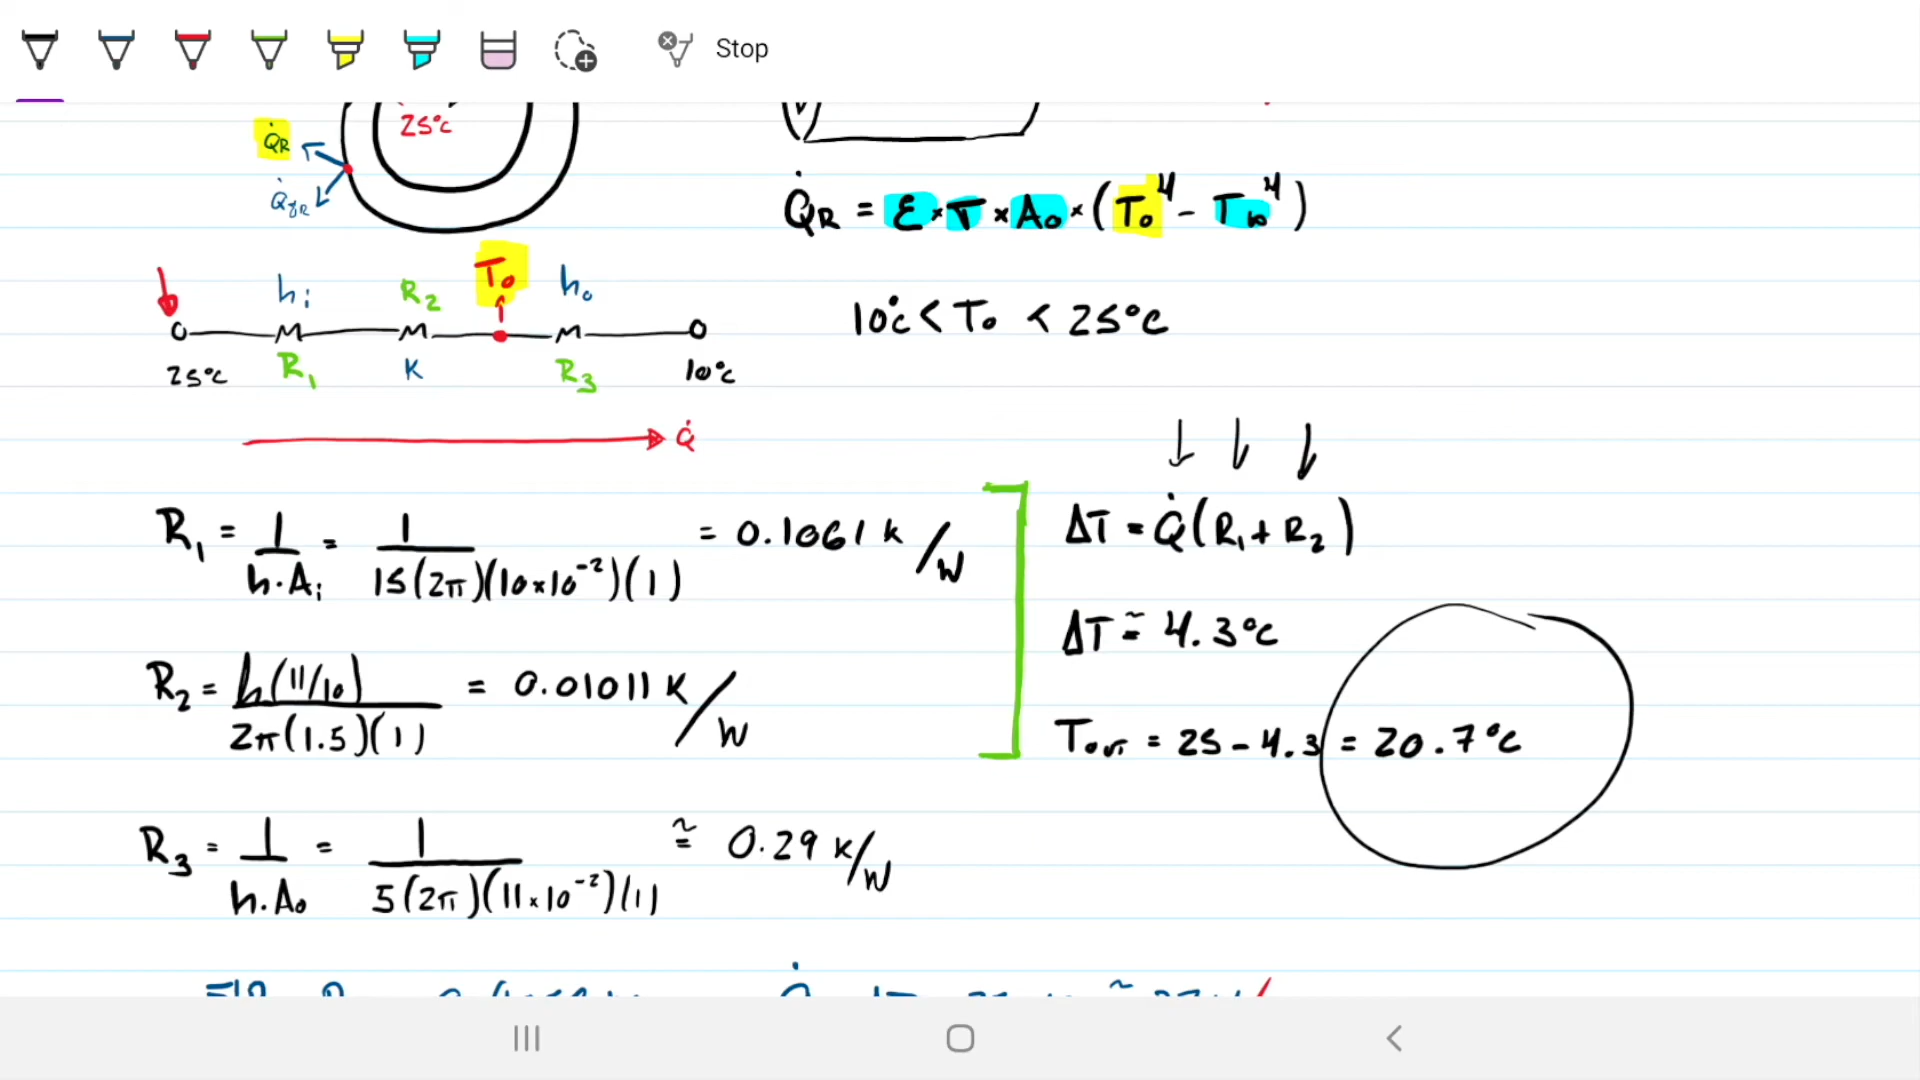 Stop
25°C
Q̇R
Q̇gR
Q̇R = ε × σ × Ao × (To⁴ - T∞⁴)
hi R2 To ho
10°C < To < 25°C
25°C R1 K R3 10°C
Q̇
R1 = 1/h·Ai = 1/15(2π)(10×10⁻²)(1) = 0.1061 K/W
ΔT = Q̇(R1 + R2)
ΔT ≅ 4.3°C
R2 = ln(11/10)/2π(1.5)(1) = 0.01011 K/W
Tout = 25 - 4.3 = 20.7°C
R3 = 1/h·Ao = 1/5(2π)(11×10⁻²)(1) ≅ 0.29 K/W